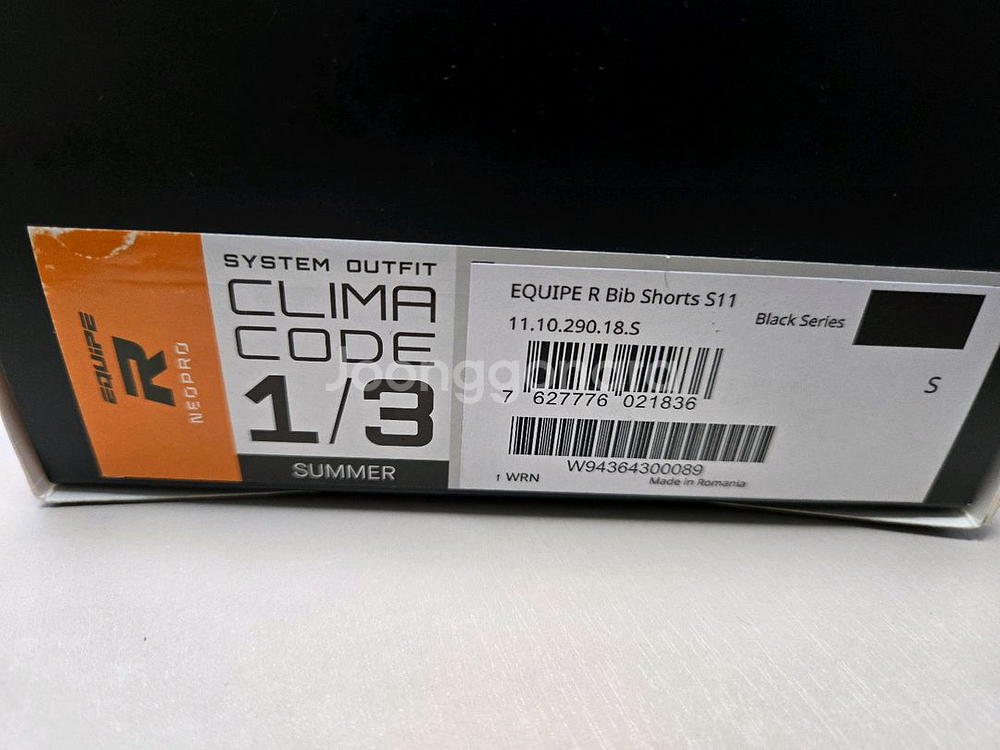 EQUIPE
R
NEOPRO
SYSTEM OUTFIT
CLIMA
CODE
1/3
SUMMER
EQUIPE R Bib Shorts S11
11.10.290.18.S
Black Series
S
7 627776 021836
W94364300089
↑ WRN
Made in Romania
Joonggonara